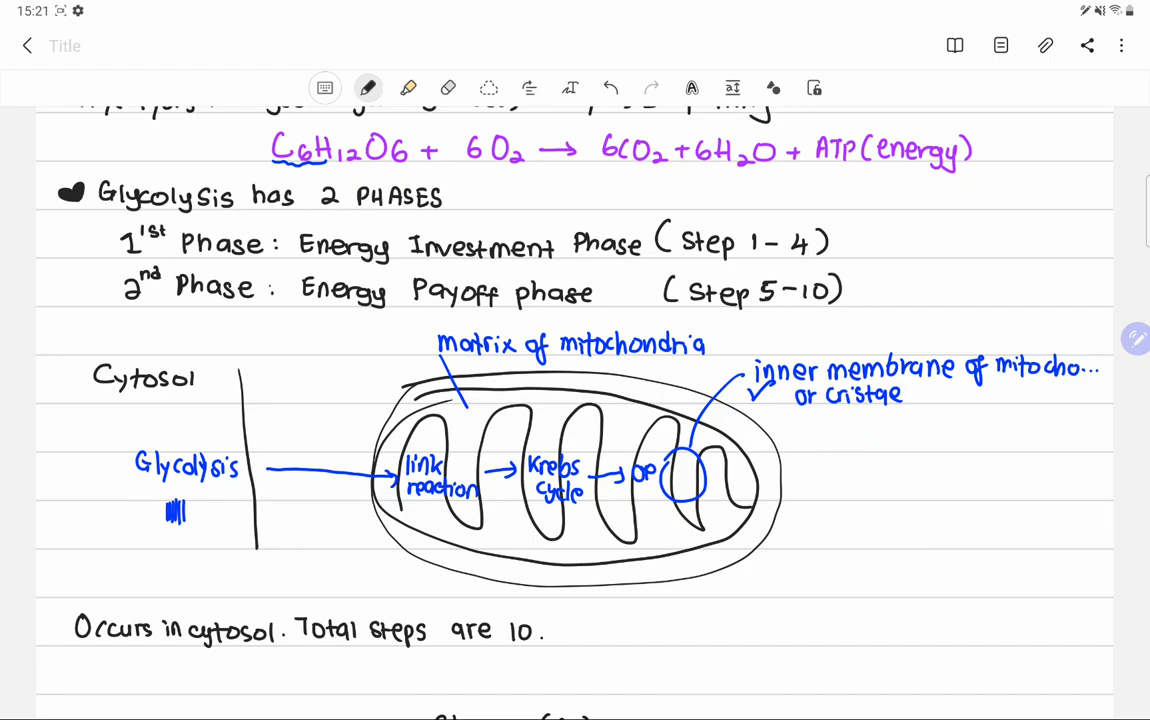 15:21
Title
C6H12O6 + 6O2 → 6CO2 + 6H2O + ATP (energy)
Glycolysis has 2 PHASES
1st Phase: Energy Investment Phase (Step 1-4)
2nd Phase: Energy Payoff phase (Step 5-10)
matrix of mitochondria
inner membrane of mitocho...
or cristae
Cytosol
Glycolysis
link
reaction
Krebs
cycle
OP
Occurs in cytosol. Total steps are 10.